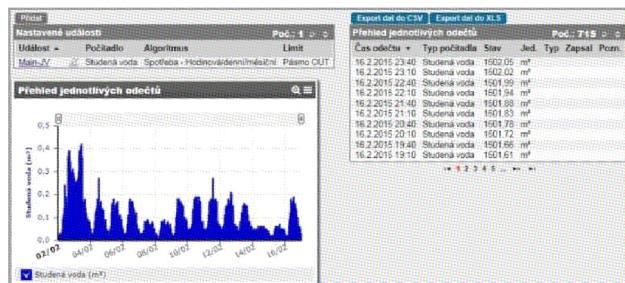 Přidat
Nastavené události Poč.: 1
Událost Počítadlo Algoritmus Limit
Main-JV Studená voda Spotřeba - Hodinová/denní/měsíční Pásmo OUT
Přehled jednotlivých odečtů
0,5
0,4
0,3
0,2
0,1
0,0
Studená voda (m³)
02/02 04/02 06/02 08/02 10/02 12/02 14/02 16/02
Studená voda (m³)
Export dat do CSV Export dat do XLS
Přehled jednotlivých odečtů Poč.: 715
Čas odečtu Typ počítadla Stav Jed. Typ Zapsal Pozn.
16.2.2015 23:40 Studená voda 1502,05 m³
16.2.2015 23:10 Studená voda 1502,02 m³
16.2.2015 22:40 Studená voda 1501,99 m³
16.2.2015 22:10 Studená voda 1501,94 m³
16.2.2015 21:40 Studená voda 1501,88 m³
16.2.2015 21:10 Studená voda 1501,83 m³
16.2.2015 20:40 Studená voda 1501,78 m³
16.2.2015 20:10 Studená voda 1501,72 m³
16.2.2015 19:40 Studená voda 1501,66 m³
16.2.2015 19:10 Studená voda 1501,61 m³
1 2 3 4 5 ...